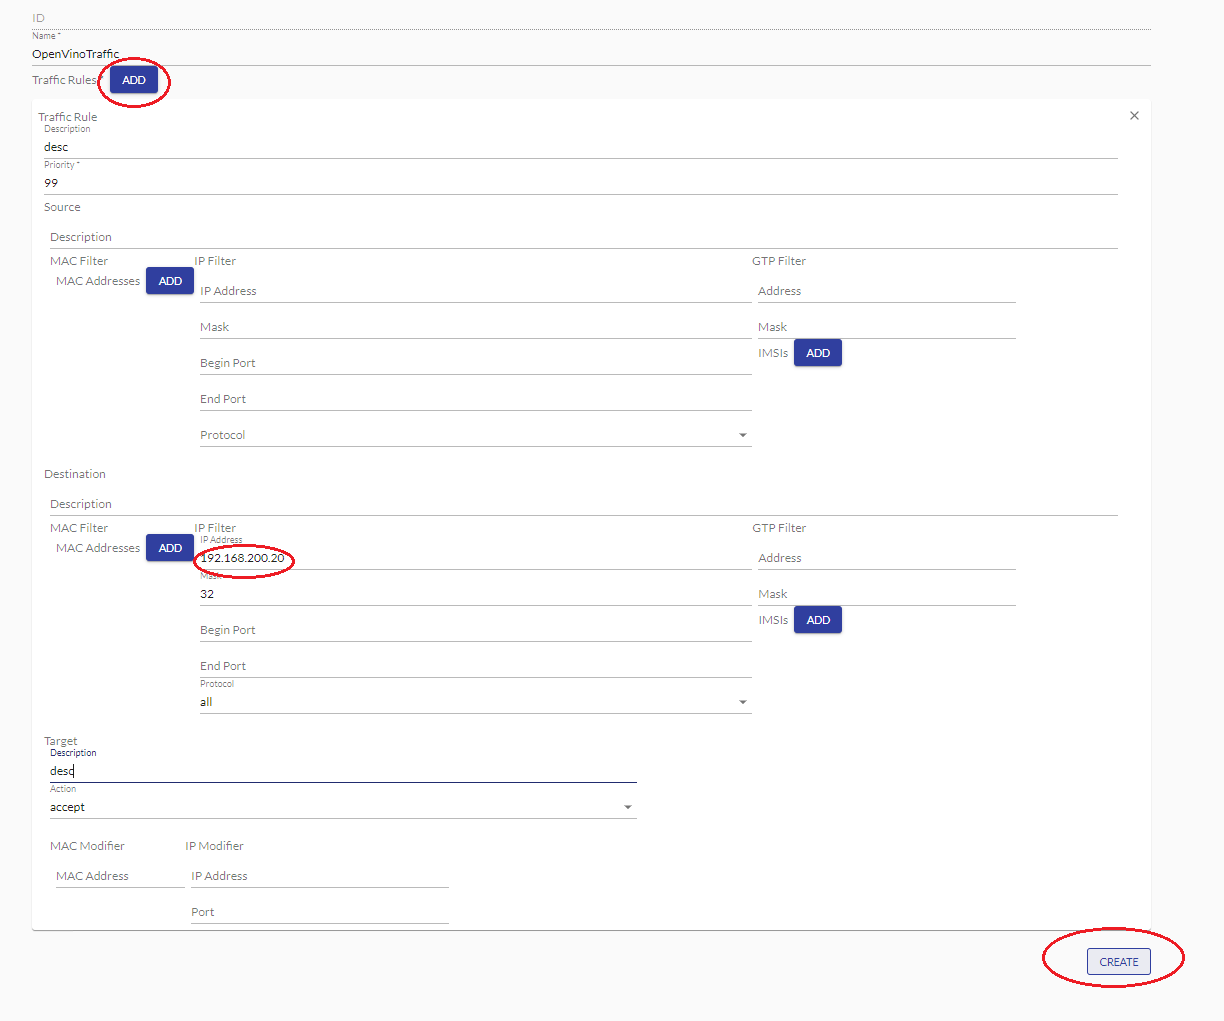 ID
Name *
OpenVinoTraffic
Traffic Rules * ADD
Traffic Rule
Description
desc
Priority *
99
Source
Description
MAC Filter IP Filter GTP Filter
MAC Addresses ADD IP Address Address
Mask Mask
IMSIs ADD
Begin Port
End Port
Protocol
Destination
Description
MAC Filter IP Filter GTP Filter
IP Address
MAC Addresses ADD 192.168.200.20 Address
Mask
32 Mask
IMSIs ADD
Begin Port
End Port
Protocol
all
Target
Description
desc
Action
accept
MAC Modifier IP Modifier
MAC Address IP Address
Port
CREATE